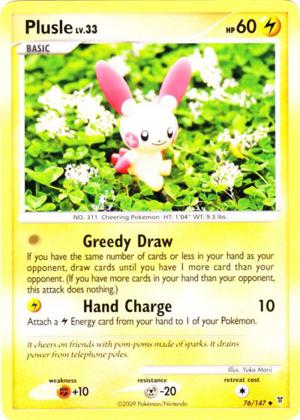 Plusle LV.33
HP 60
BASIC
NO. 311 Cheering Pokémon HT: 1'04" WT: 9.3 lbs.
Greedy Draw
If you have the same number of cards or less in your hand as your
opponent, draw cards until you have 1 more card than your
opponent. (If you have more cards in your hand than your opponent,
this attack does nothing.)
Hand Charge 10
Attach a Energy card from your hand to 1 of your Pokémon.
It cheers on friends with pom-poms made of sparks. It drains
power from telephone poles.
Illus. Yuka Morii
weakness resistance retreat cost
+10 -20
©2009 Pokémon/Nintendo 76/147